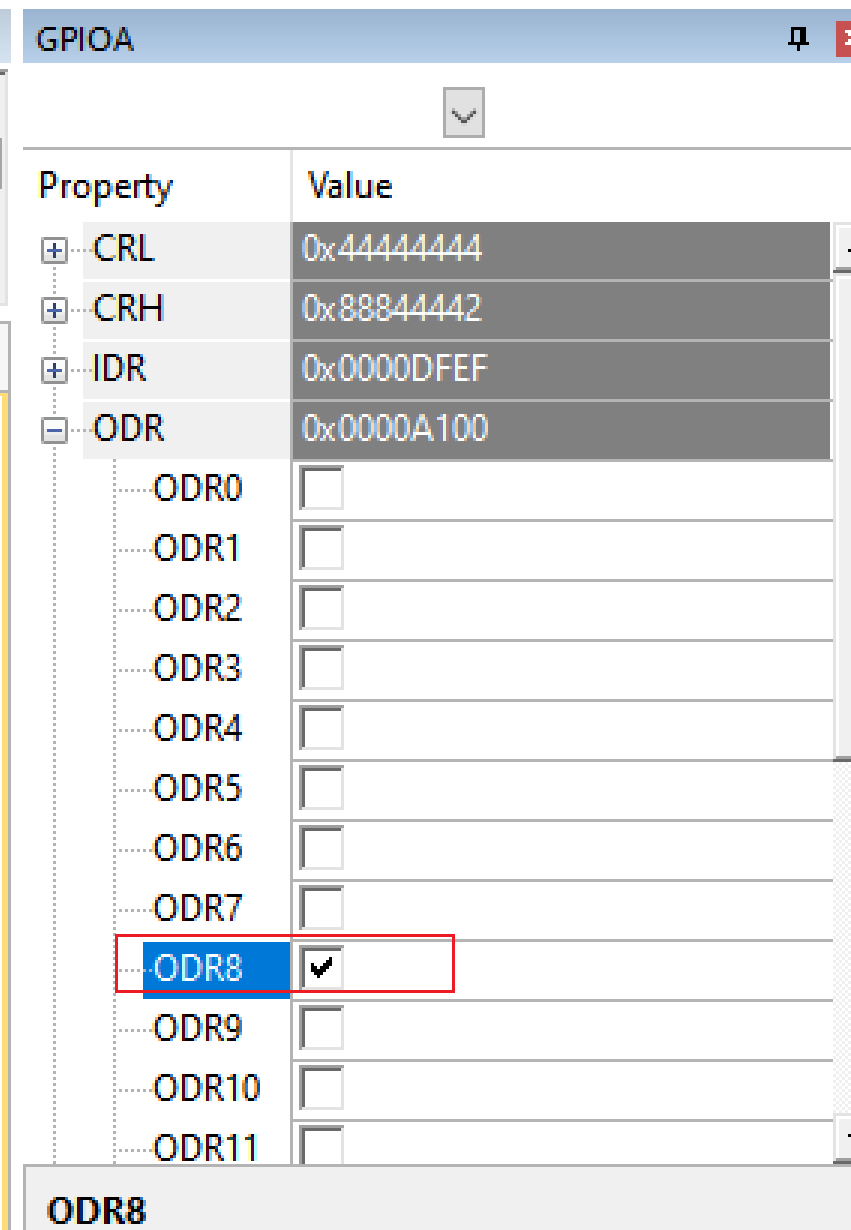 GPIOA
Property Value
CRL 0x44444444
CRH 0x88844442
IDR 0x0000DFEF
ODR 0x0000A100
ODR0
ODR1
ODR2
ODR3
ODR4
ODR5
ODR6
ODR7
ODR8
ODR9
ODR10
ODR11
ODR8